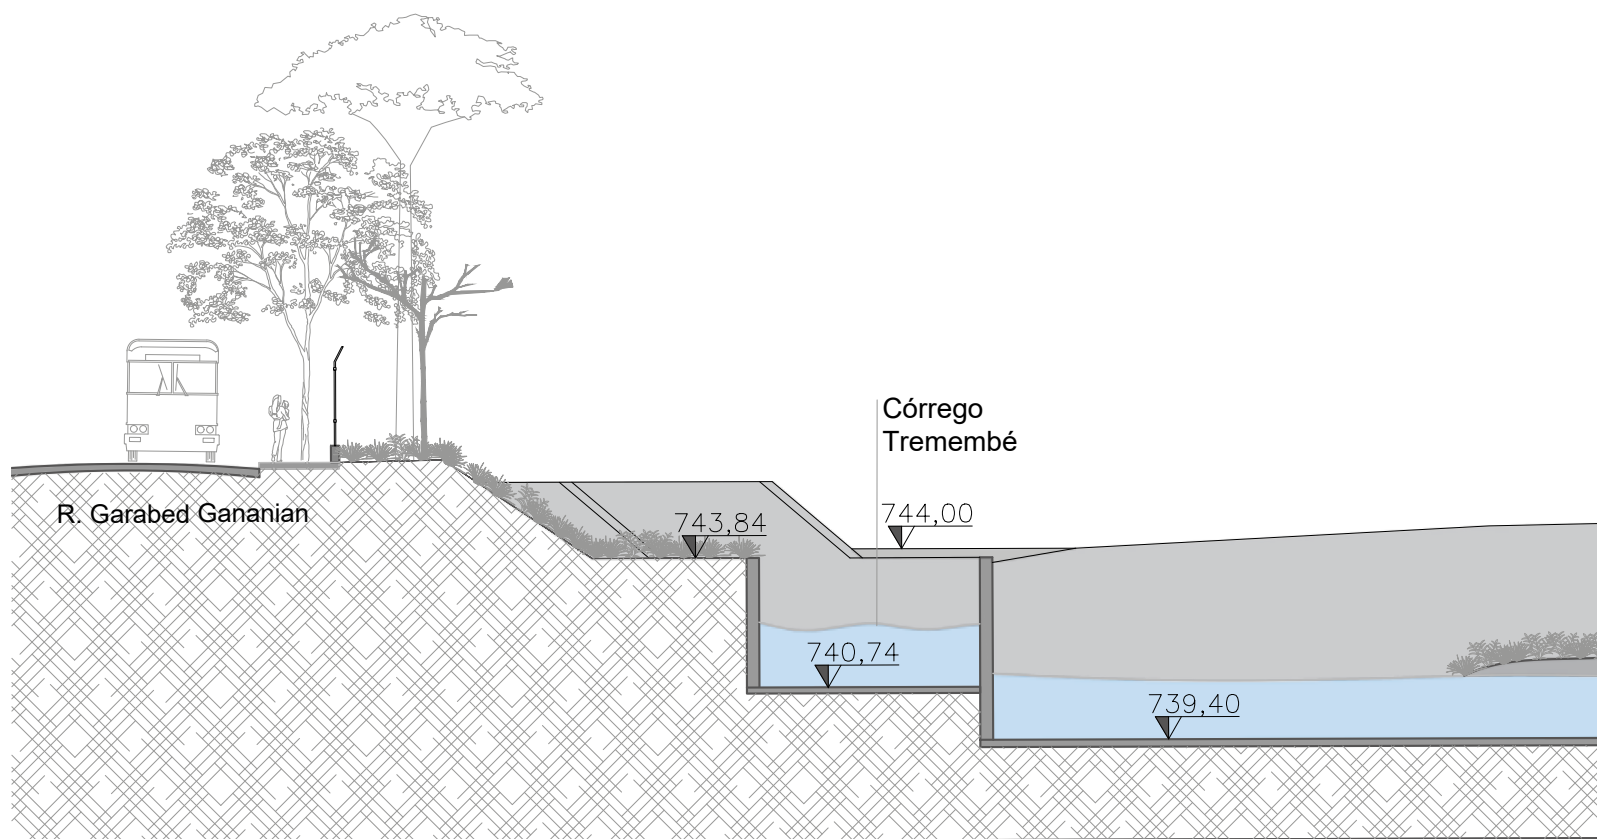 Córrego
Tremembé
R. Garabed Gananian
743,84
744,00
740,74
739,40